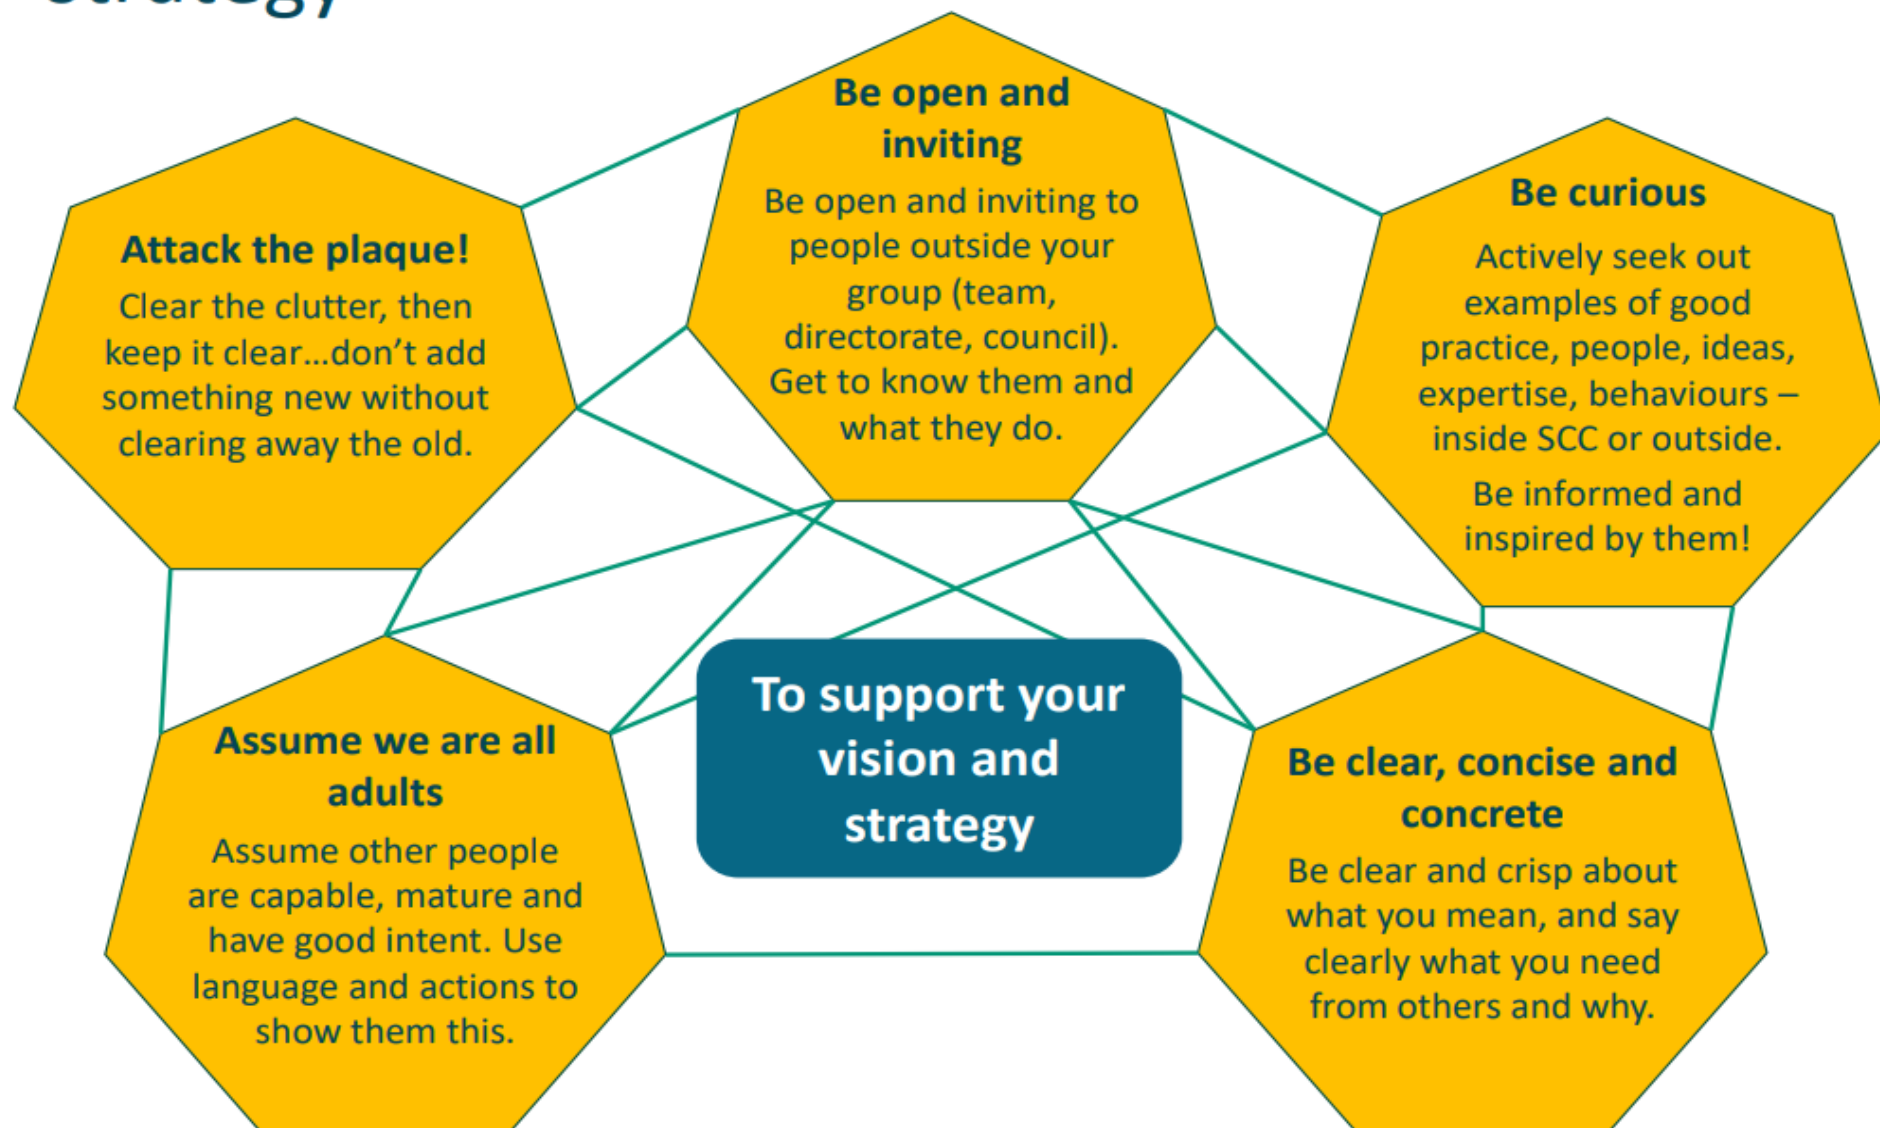 strategy
Be open and
inviting
Be open and inviting to
people outside your
group (team,
directorate, council).
Get to know them and
what they do.
Attack the plaque!
Clear the clutter, then
keep it clear...don't add
something new without
clearing away the old.
Be curious
Actively seek out
examples of good
practice, people, ideas,
expertise, behaviours –
inside SCC or outside.
Be informed and
inspired by them!
To support your
vision and
strategy
Assume we are all
adults
Assume other people
are capable, mature and
have good intent. Use
language and actions to
show them this.
Be clear, concise and
concrete
Be clear and crisp about
what you mean, and say
clearly what you need
from others and why.